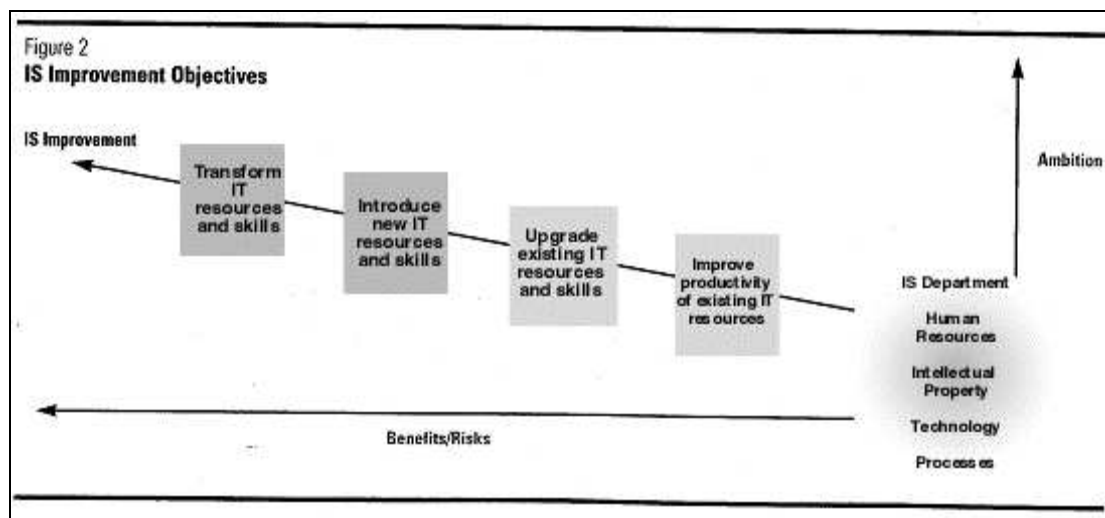 Figure 2
IS Improvement Objectives
IS Improvement
Transform
IT
resources
and skills
Introduce
new IT
resources
and skills
Upgrade
existing IT
resources
and skills
Improve
productivity
of existing IT
resources
Ambition
IS Department
Human
Resources
Intellectual
Property
Technology
Processes
Benefits/Risks